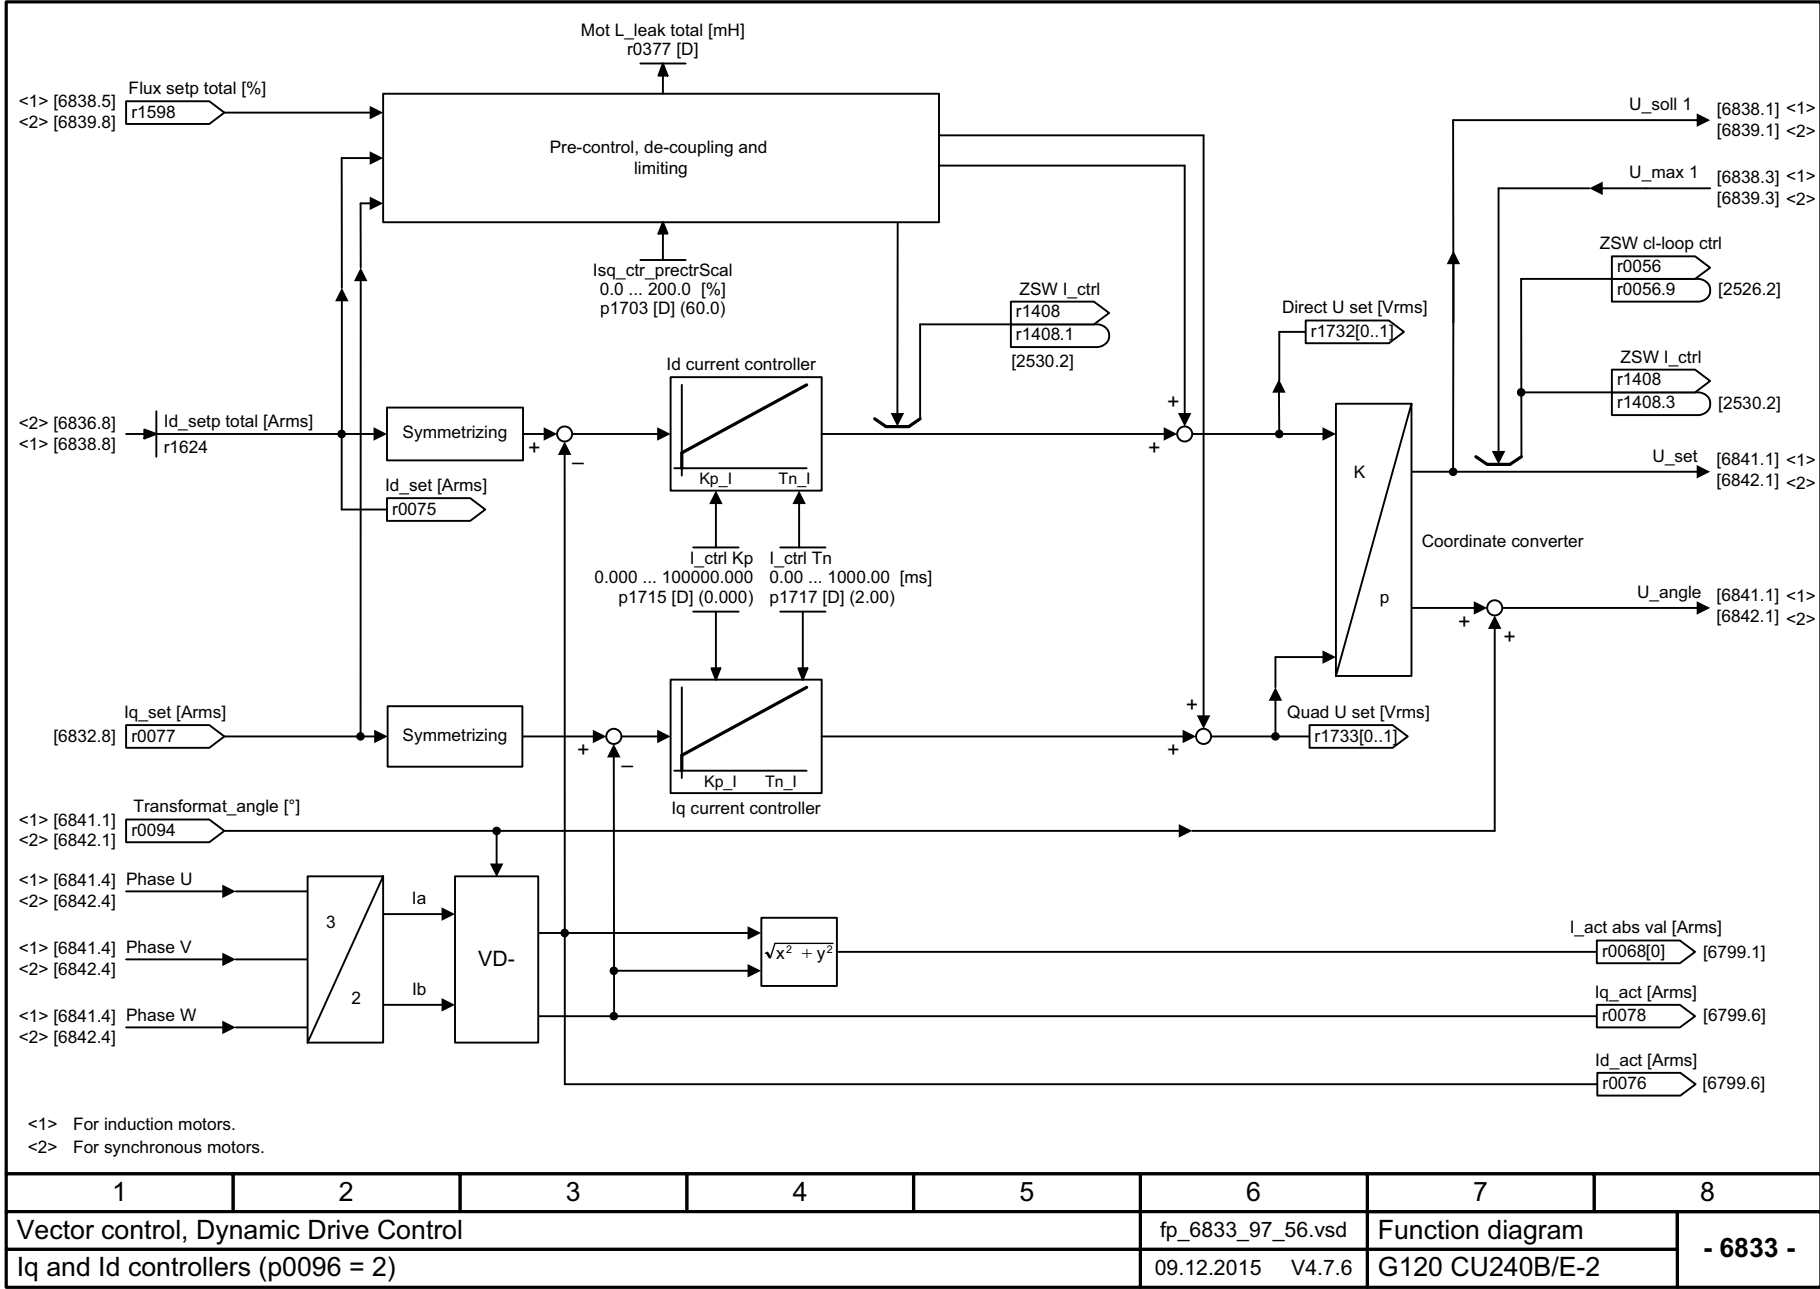 Mot L_leak total [mH]
r0377 [D]
Flux setp total [%]
<1> [6838.5]
<2> [6839.8]
r1598
Pre-control, de-coupling and
limiting
U_soll 1
[6838.1] <1>
[6839.1] <2>
U_max 1
[6838.3] <1>
[6839.3] <2>
Isq_ctr_prectrScal
0.0 ... 200.0 [%]
p1703 [D] (60.0)
ZSW I_ctrl
r1408
r1408.1
[2530.2]
Direct U set [Vrms]
r1732[0..1]
ZSW cl-loop ctrl
r0056
r0056.9
[2526.2]
ZSW I_ctrl
r1408
r1408.3
[2530.2]
Id current controller
<2> [6836.8]
<1> [6838.8]
Id_setp total [Arms]
r1624
Symmetrizing
+
–
Kp_I
Tn_I
+
+
K
U_set
[6841.1] <1>
[6842.1] <2>
Id_set [Arms]
r0075
I_ctrl Kp
0.000 ... 100000.000
p1715 [D] (0.000)
I_ctrl Tn
0.00 ... 1000.00 [ms]
p1717 [D] (2.00)
Coordinate converter
p
+
+
U_angle
[6841.1] <1>
[6842.1] <2>
Iq_set [Arms]
[6832.8]
r0077
Symmetrizing
+
–
Kp_I
Tn_I
Iq current controller
+
+
Quad U set [Vrms]
r1733[0..1]
Transformat_angle [°]
<1> [6841.1]
<2> [6842.1]
r0094
<1> [6841.4]
<2> [6842.4]
Phase U
<1> [6841.4]
<2> [6842.4]
Phase V
<1> [6841.4]
<2> [6842.4]
Phase W
3
2
Ia
Ib
VD-
√x² + y²
I_act abs val [Arms]
r0068[0]
[6799.1]
Iq_act [Arms]
r0078
[6799.6]
Id_act [Arms]
r0076
[6799.6]
<1> For induction motors.
<2> For synchronous motors.
1 2 3 4 5 6 7 8
Vector control, Dynamic Drive Control
fp_6833_97_56.vsd
Function diagram
- 6833 -
Iq and Id controllers (p0096 = 2)
09.12.2015 V4.7.6
G120 CU240B/E-2